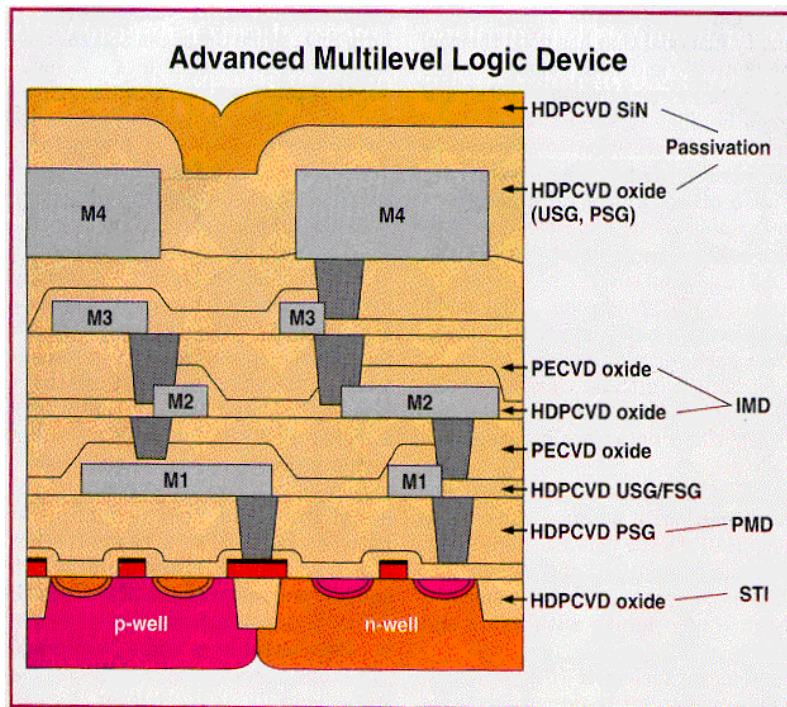 Advanced Multilevel Logic Device
HDPCVD SiN
Passivation
HDPCVD oxide
(USG, PSG)
M4
M4
M3
M3
PECVD oxide
M2
M2
HDPCVD oxide
IMD
PECVD oxide
M1
M1
HDPCVD USG/FSG
HDPCVD PSG
PMD
HDPCVD oxide
STI
p-well
n-well